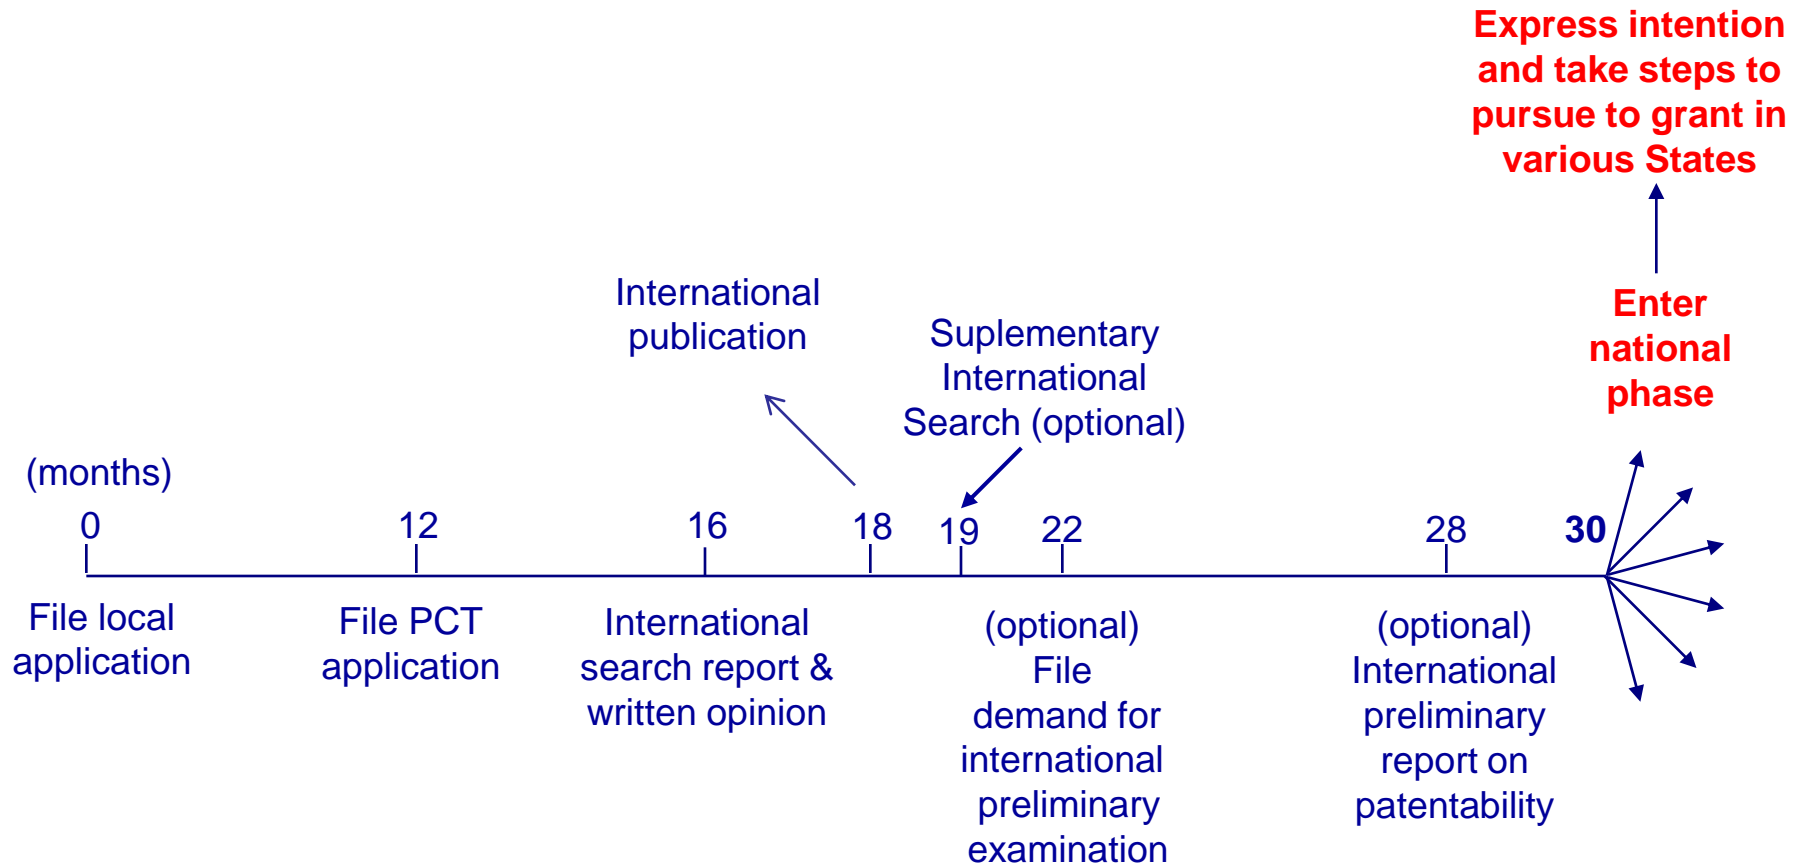 Express intention
and take steps to
pursue to grant in
various States
Enter
national
phase
International
publication
Suplementary
International
Search (optional)
(months)
0
12
16
18
19
22
28
30
File local
application
File PCT
application
International
search report &
written opinion
(optional)
File
demand for
international
preliminary
examination
(optional)
International
preliminary
report on
patentability